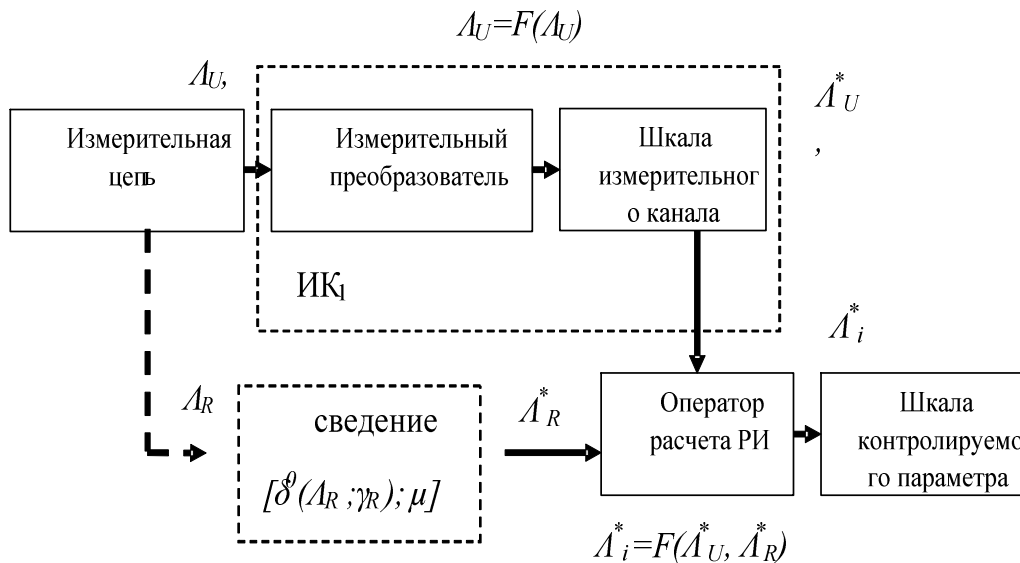 Λ_U=F(Λ_U)
Λ_U,
Λ^*_U
,
Измерительная
цепь
Измерительный
преобразователь
Шкала
измерительног
о канала
ИК₁
Λ^*_i
Λ_R
сведение
[δ^0(Λ_R ;γ_R);μ]
Λ^*_R
Оператор
расчета РИ
Шкала
контролируемо
го параметра
Λ^*_i=F(Λ^*_U, Λ^*_R)